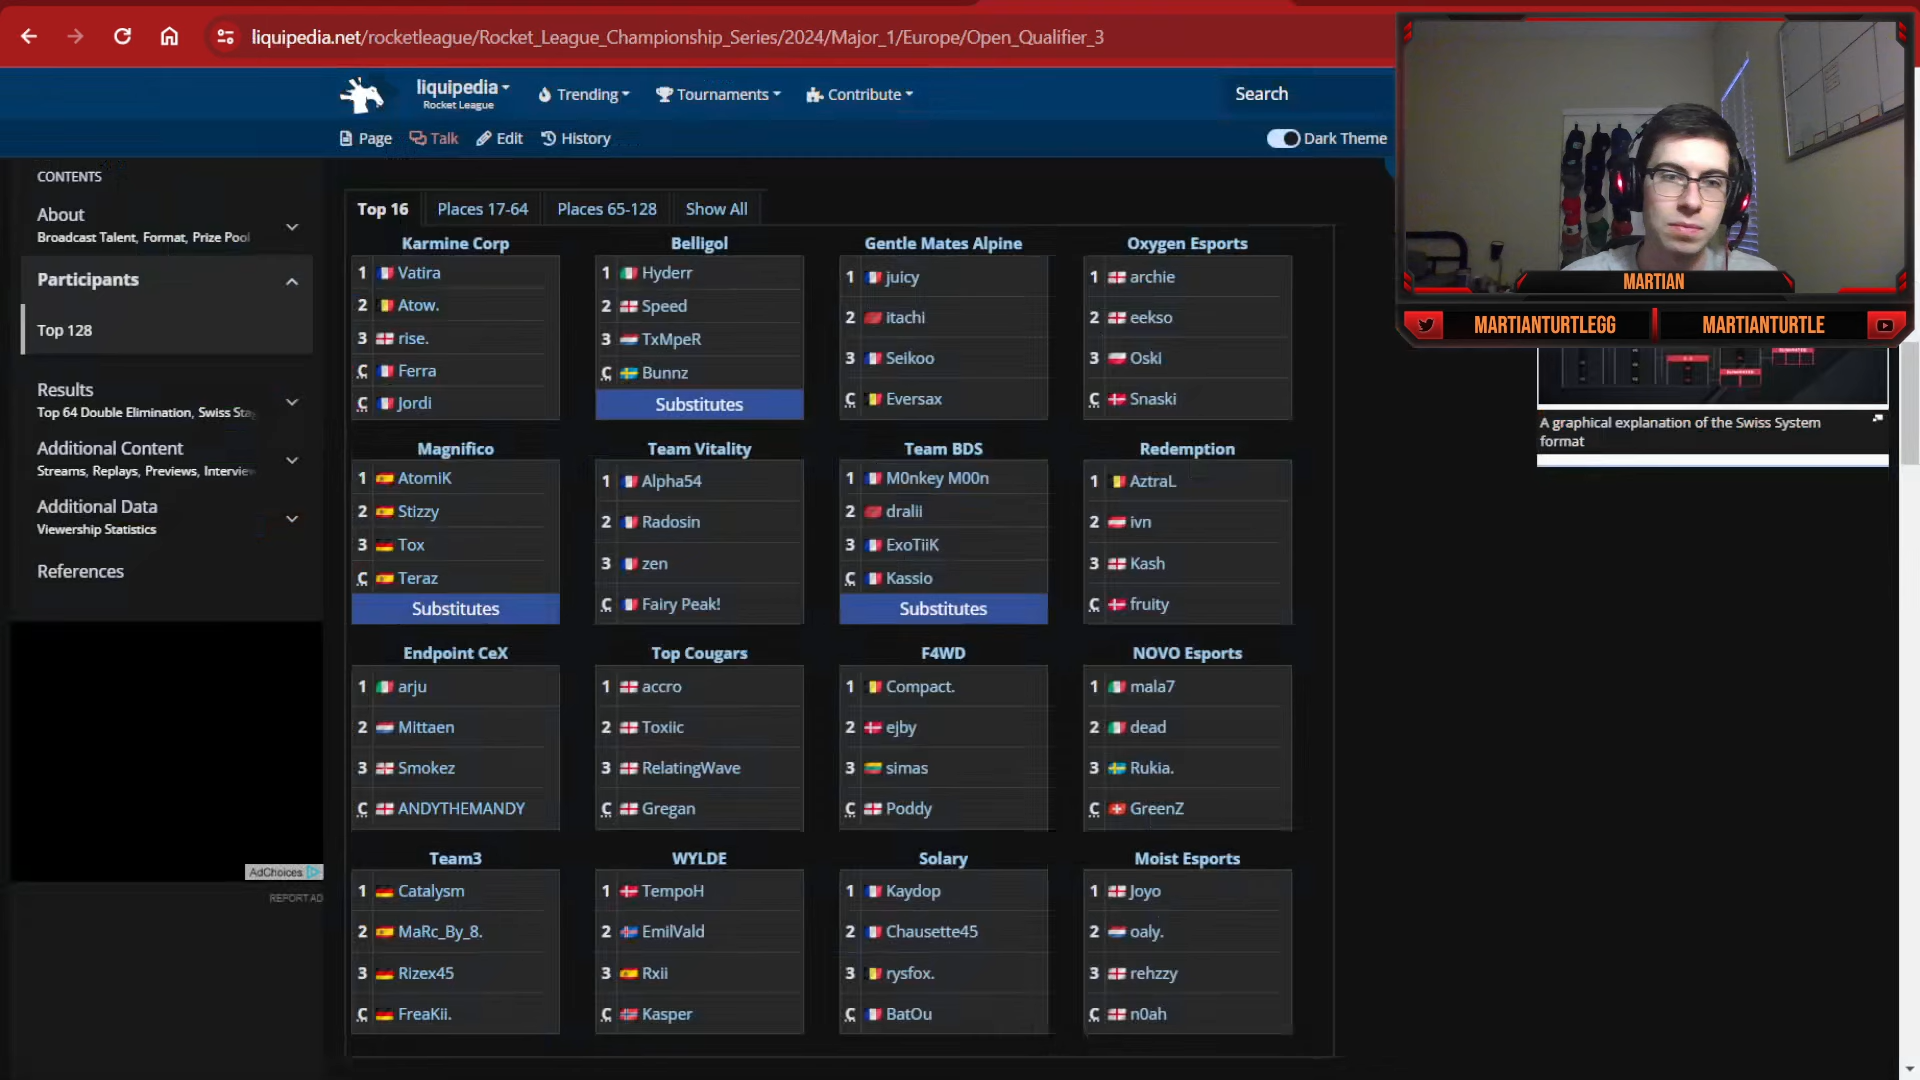 liquipedia.net/rocketleague/Rocket_League_Championship_Series/2024/Major_1/Europe/Open_Qualifier_3
liquipedia
Rocket League
Trending
Tournaments
Contribute
Search
Page
Talk
Edit
History
Dark Theme
CONTENTS
About
Broadcast Talent, Format, Prize Pool
Participants
Top 128
Results
Top 64 Double Elimination, Swiss Sta
Additional Content
Streams, Replays, Previews, Intervie
Additional Data
Viewership Statistics
References
AdChoices
REPORT AD
Top 16
Places 17-64
Places 65-128
Show All
Karmine Corp
1 Vatira
2 Atow.
3 rise.
C Ferra
C Jordi
Belligol
1 Hyderr
2 Speed
3 TxMpeR
C Bunnz
Substitutes
Gentle Mates Alpine
1 juicy
2 itachi
3 Seikoo
C Eversax
Oxygen Esports
1 archie
2 eekso
3 Oski
C Snaski
Magnifico
1 AtomiK
2 Stizzy
3 Tox
C Teraz
Substitutes
Team Vitality
1 Alpha54
2 Radosin
3 zen
C Fairy Peak!
Team BDS
1 M0nkey M00n
2 dralii
3 ExoTiiK
C Kassio
Substitutes
Redemption
1 AztraL
2 ivn
3 Kash
C fruity
Endpoint CeX
1 arju
2 Mittaen
3 Smokez
C ANDYTHEMANDY
Top Cougars
1 accro
2 Toxiic
3 RelatingWave
C Gregan
F4WD
1 Compact.
2 ejby
3 simas
C Poddy
NOVO Esports
1 mala7
2 dead
3 Rukia.
C GreenZ
Team3
1 Catalysm
2 MaRc_By_8.
3 Rizex45
C FreaKii.
WYLDE
1 TempoH
2 EmilVald
3 Rxii
C Kasper
Solary
1 Kaydop
2 Chausette45
3 rysfox.
C BatOu
Moist Esports
1 Joyo
2 oaly.
3 rehzzy
C n0ah
MARTIAN
MARTIANTURTLEGG
MARTIANTURTLE
A graphical explanation of the Swiss System
format